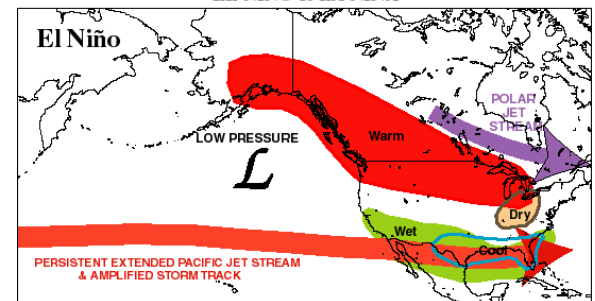 El Niño
POLAR
JET
STREAM
LOW PRESSURE
Warm
L
Dry
Wet
Cool
PERSISTENT EXTENDED PACIFIC JET STREAM
& AMPLIFIED STORM TRACK